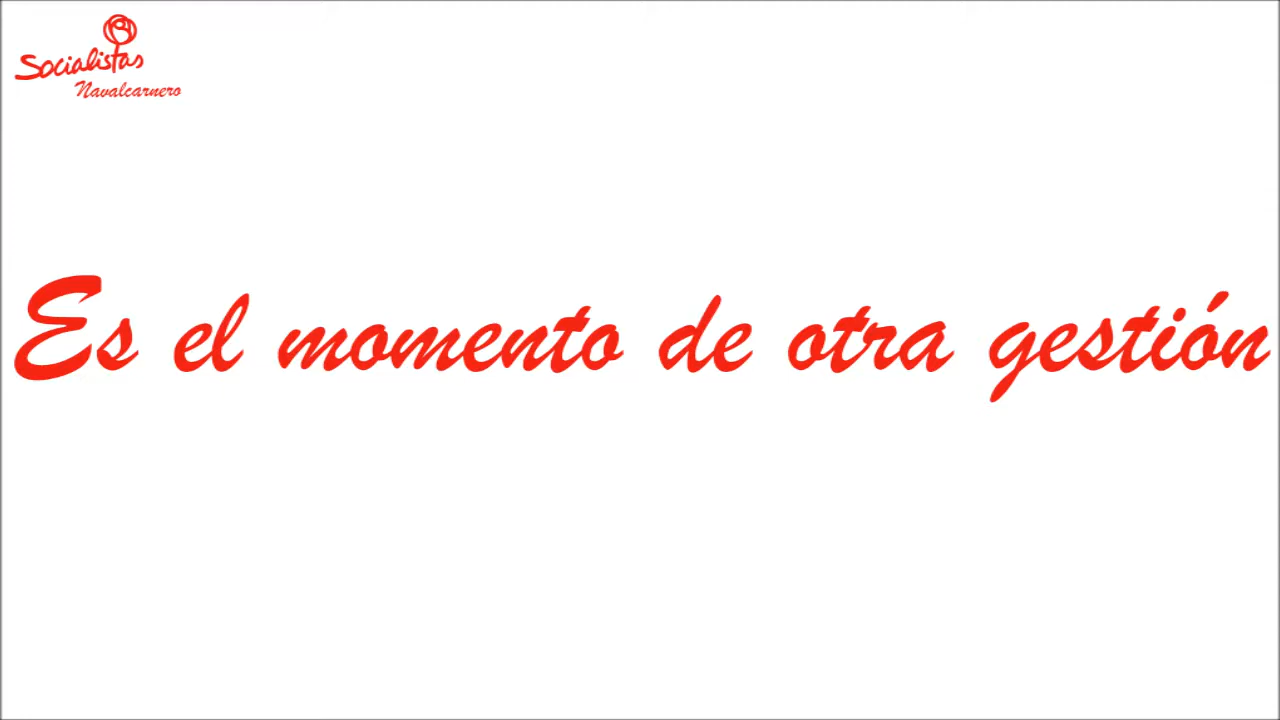 Socialistas
Navalcarnero
Es el momento de otra gestión